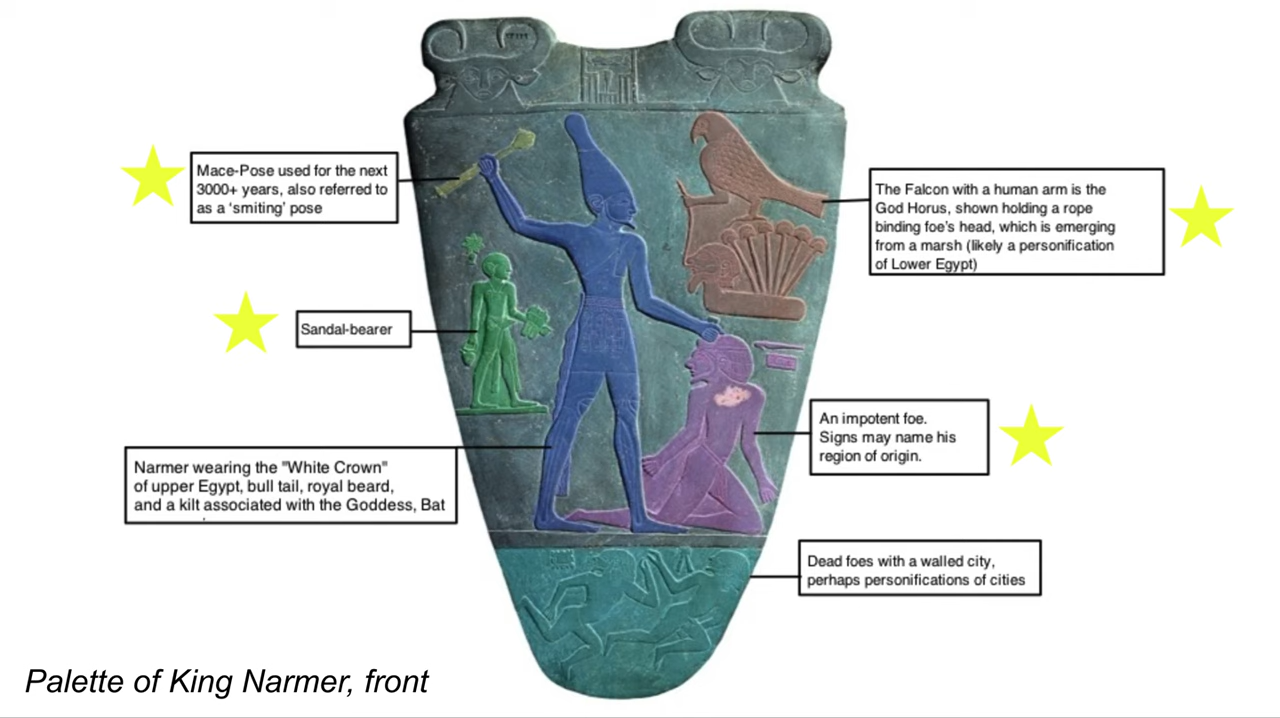 Mace-Pose used for the next
3000+ years, also referred to
as a ‘smiting’ pose
The Falcon with a human arm is the
God Horus, shown holding a rope
binding foe’s head, which is emerging
from a marsh (likely a personification
of Lower Egypt)
Sandal-bearer
An impotent foe.
Signs may name his
region of origin.
Narmer wearing the "White Crown"
of upper Egypt, bull tail, royal beard,
and a kilt associated with the Goddess, Bat
Dead foes with a walled city,
perhaps personifications of cities
Palette of King Narmer, front